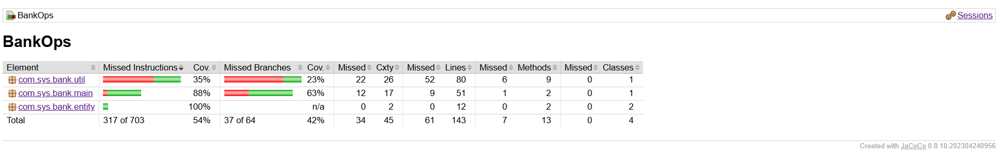 BankOps Sessions
BankOps
Element Missed Instructions Cov. Missed Branches Cov. Missed Cxty Missed Lines Missed Methods Missed Classes
com.sys.bank.util 35% 23% 22 26 52 80 6 9 0 1
com.sys.bank.main 88% 63% 12 17 9 51 1 2 0 1
com.sys.bank.entity 100% n/a 0 2 0 12 0 2 0 2
Total 317 of 703 54% 37 of 64 42% 34 45 61 143 7 13 0 4
Created with JaCoCo 0.8.10.202304240956